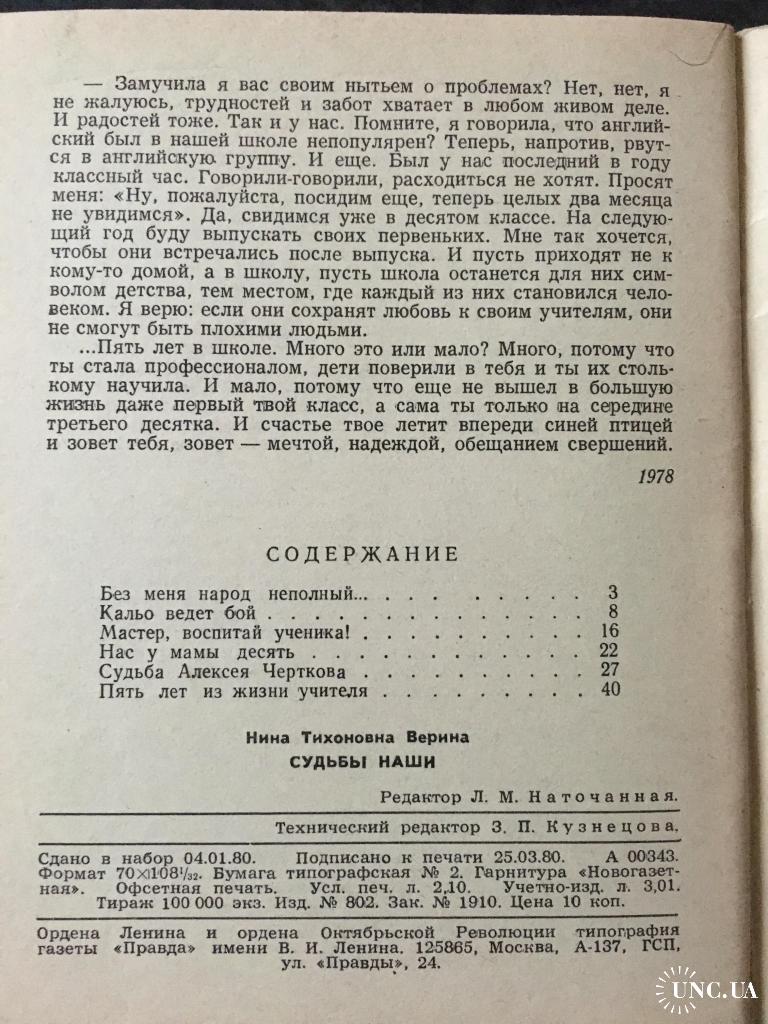 — Замучила я вас своим нытьем о проблемах? Нет, нет, я
не жалуюсь, трудностей и забот хватает в любом живом деле.
И радостей тоже. Так и у нас. Помните, я говорила, что англий-
ский был в нашей школе непопулярен? Теперь, напротив, рвут-
ся в английскую группу. И еще. Был у нас последний в году
классный час. Говорили-говорили, расходиться не хотят. Просят
меня: «Ну, пожалуйста, посидим еще, теперь целых два месяца
не увидимся». Да, свидимся уже в десятом классе. На следую-
щий год буду выпускать своих первеньких. Мне так хочется,
чтобы они встречались после выпуска. И пусть приходят не к
кому-то домой, а в школу, пусть школа останется для них сим-
волом детства, тем местом, где каждый из них становился чело-
веком. Я верю: если они сохранят любовь к своим учителям, они
не смогут быть плохими людьми.
...Пять лет в школе. Много это или мало? Много, потому что
ты стала профессионалом, дети поверили в тебя и ты их столь-
кому научила. И мало, потому что еще не вышел в большую
жизнь даже первый твой класс, а сама ты только на середине
третьего десятка. И счастье твое летит впереди синей птицей
и зовет тебя, зовет — мечтой, надеждой, обещанием свершений.
1978
СОДЕРЖАНИЕ
Без меня народ неполный... . . . . . . . . 3
Кальо ведет бой . . . . . . . . . . . . . 8
Мастер, воспитай ученика! . . . . . . . . . 16
Нас у мамы десять . . . . . . . . . . . 22
Судьба Алексея Черткова . . . . . . . . . 27
Пять лет из жизни учителя . . . . . . . . 40
Нина Тихоновна Верина
СУДЬБЫ НАШИ
Редактор Л. М. Наточанная.
Технический редактор З. П. Кузнецова.
Сдано в набор 04.01.80. Подписано к печати 25.03.80. А 00343.
Формат 70×108¹/₃₂. Бумага типографская № 2. Гарнитура «Новогазет-
ная». Офсетная печать. Усл. печ. л. 2,10. Учетно-изд. л. 3,01.
Тираж 100 000 экз. Изд. № 802. Зак. № 1910. Цена 10 коп.
Ордена Ленина и ордена Октябрьской Революции типография
газеты «Правда» имени В. И. Ленина. 125865, Москва, А-137, ГСП,
ул. «Правды», 24.
UNC.UA